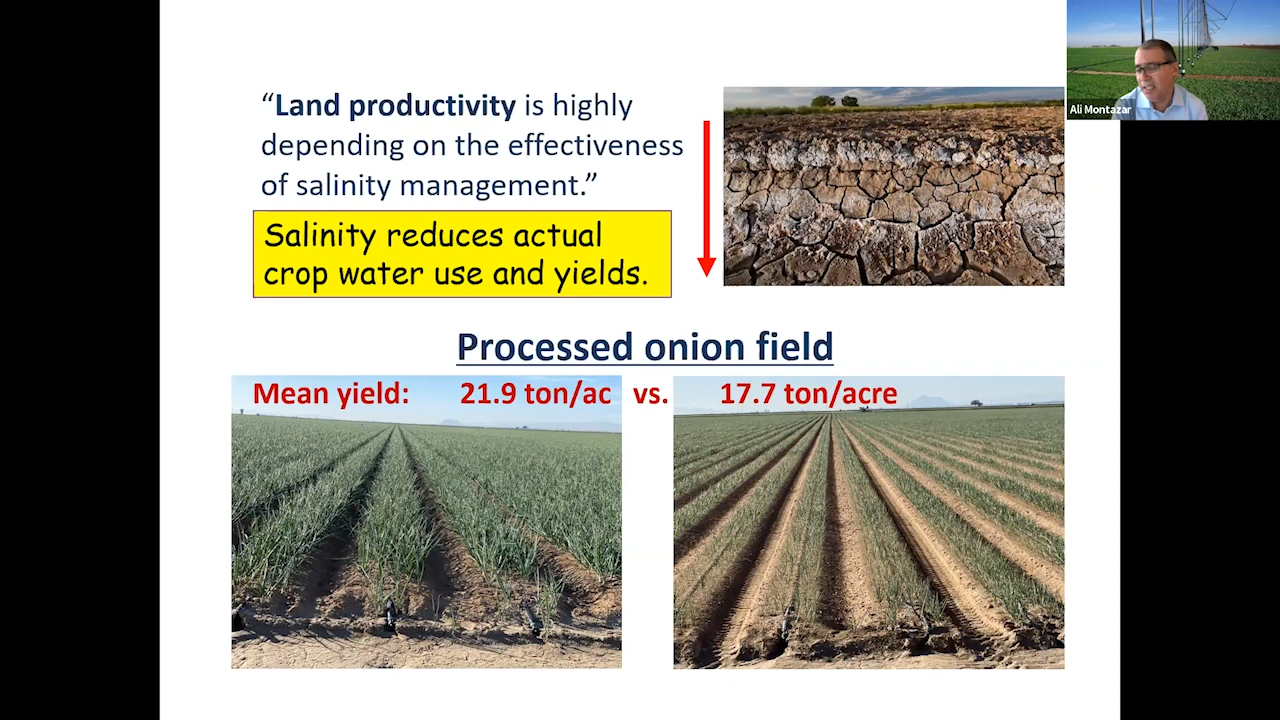 Ali Montazar
“Land productivity is highly
depending on the effectiveness
of salinity management.”
Salinity reduces actual
crop water use and yields.
Processed onion field
Mean yield: 21.9 ton/ac vs. 17.7 ton/acre